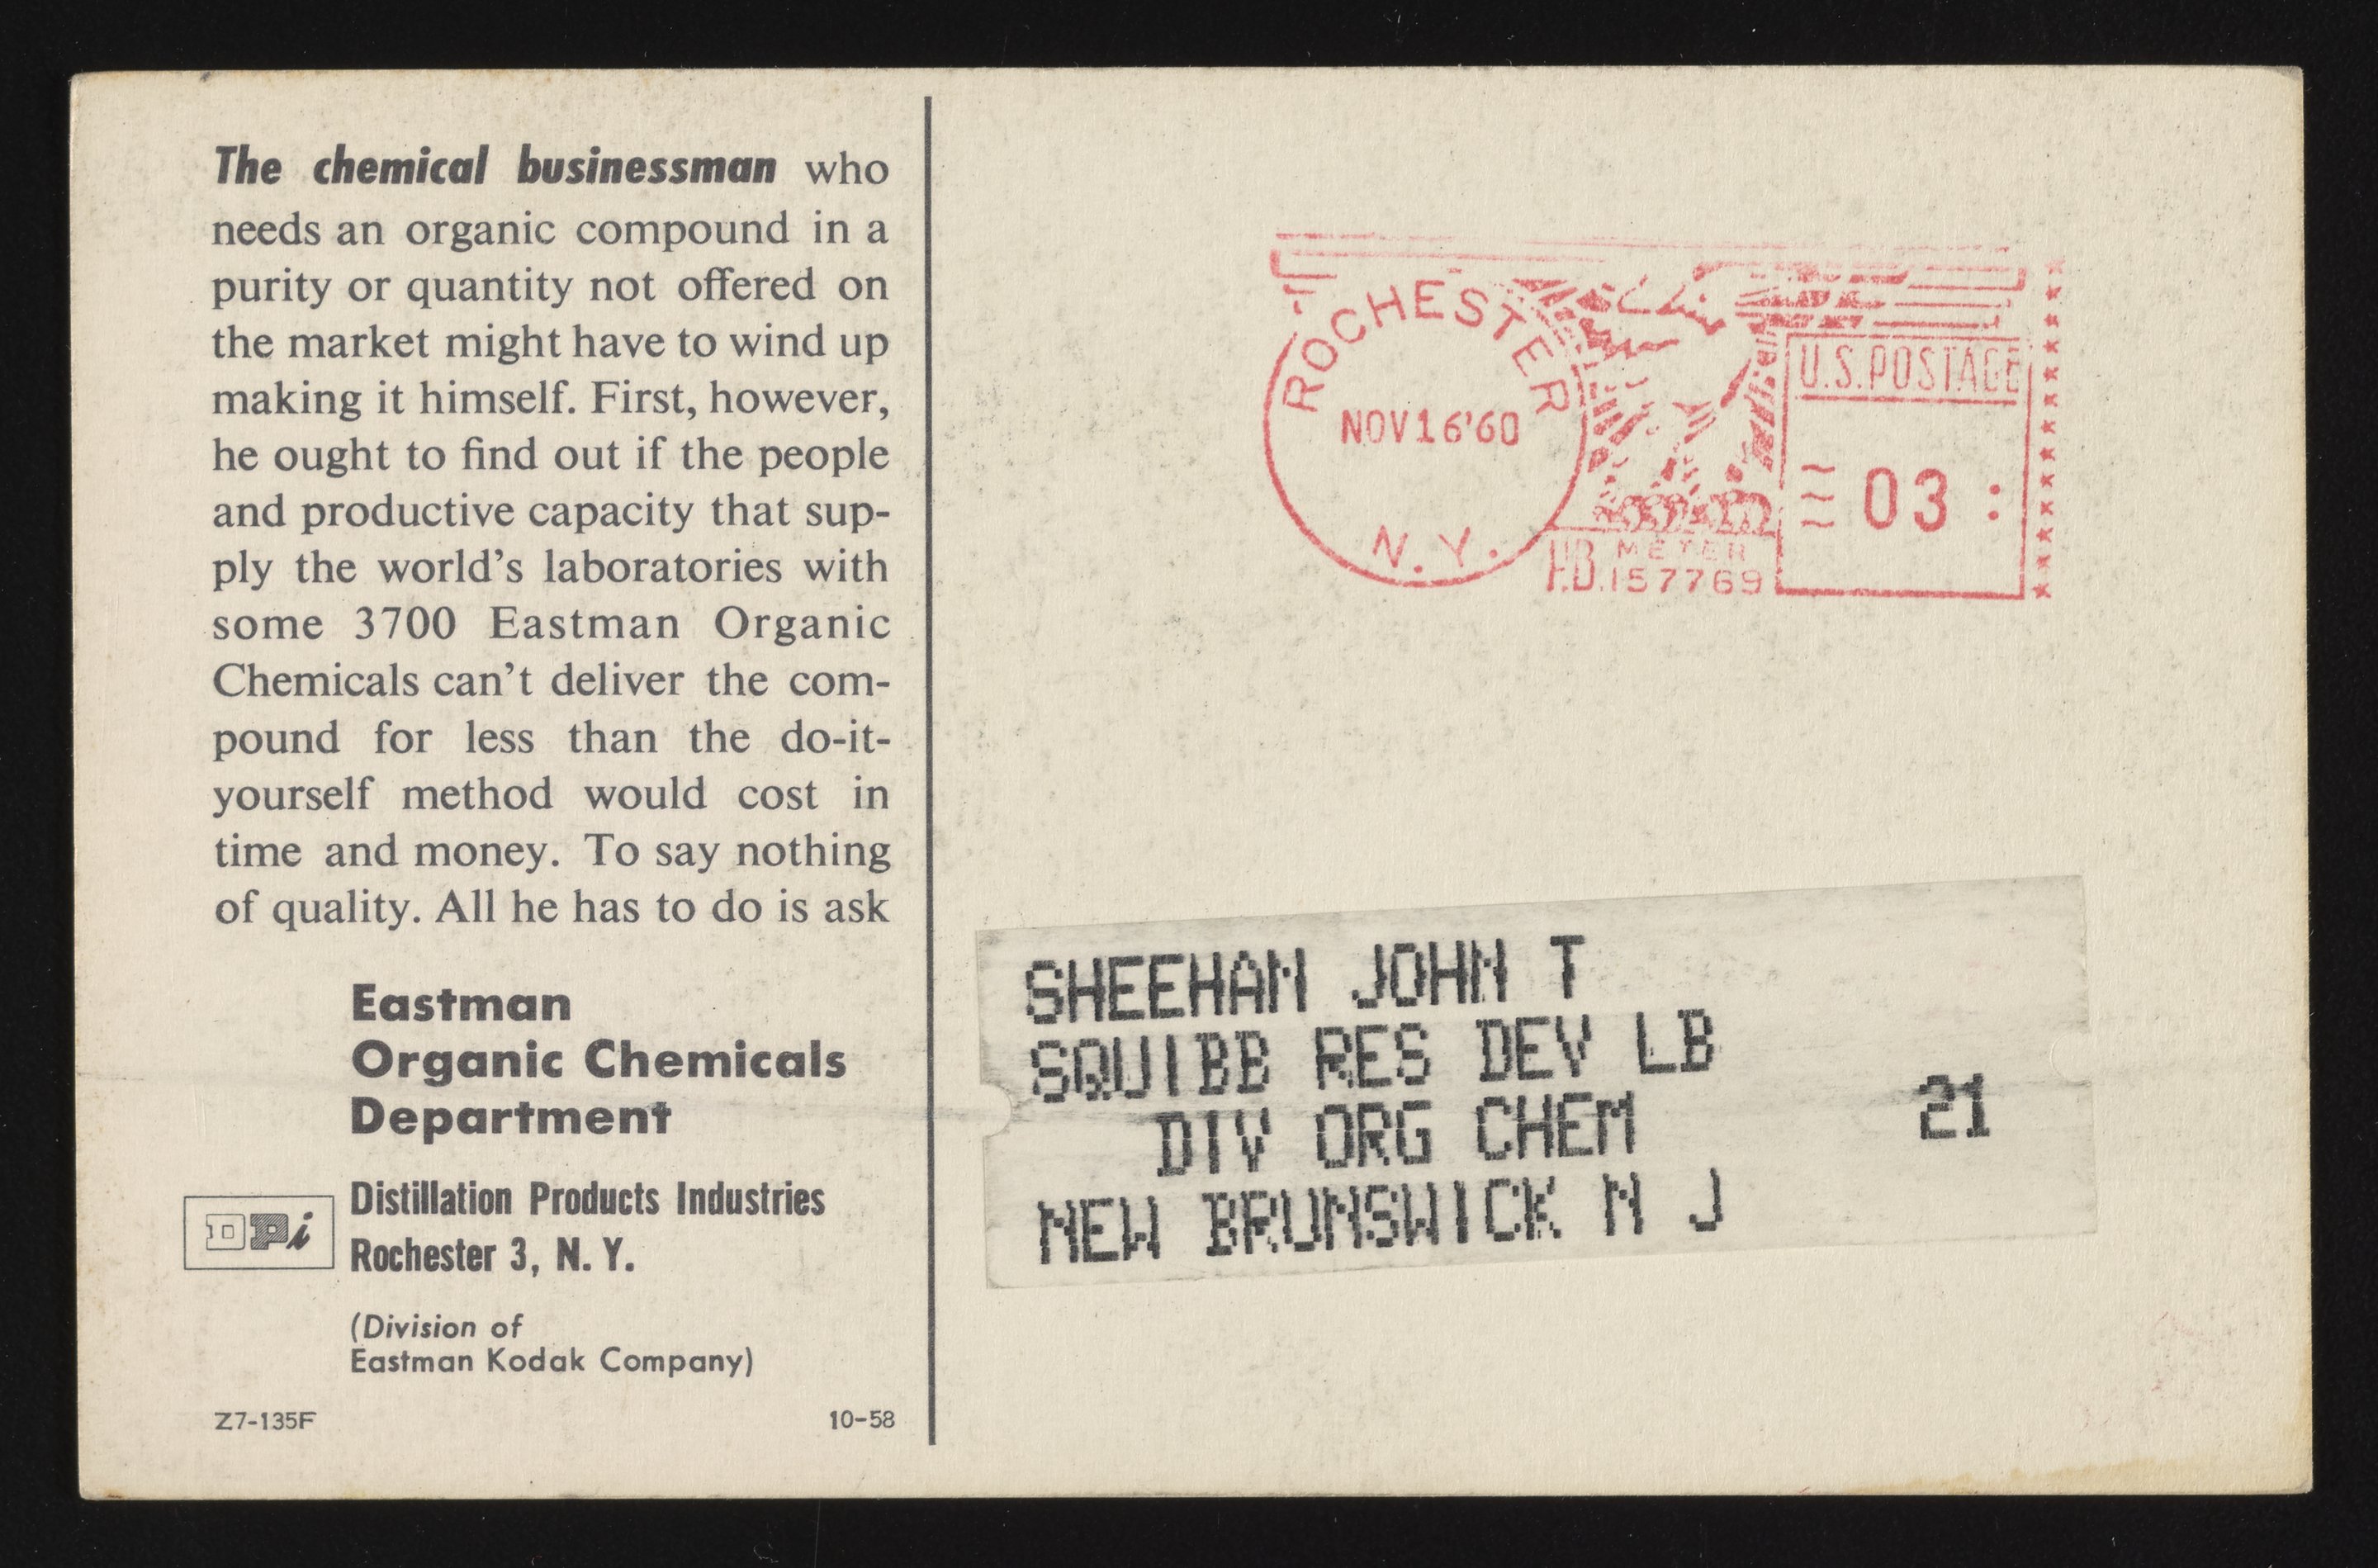 The chemical businessman who
needs an organic compound in a
purity or quantity not offered on
the market might have to wind up
making it himself. First, however,
he ought to find out if the people
and productive capacity that sup-
ply the world's laboratories with
some 3700 Eastman Organic
Chemicals can't deliver the com-
pound for less than the do-it-
yourself method would cost in
time and money. To say nothing
of quality. All he has to do is ask
Eastman
Organic Chemicals
Department
DPi
Distillation Products Industries
Rochester 3, N. Y.
(Division of
Eastman Kodak Company)
Z7-135F 10-58
ROCHESTER
NOV 16 '60
N. Y.
P.B. METER
157769
U.S. POSTAGE
03
SHEEHAN JOHN T
SQUIBB RES DEV LB
DIV ORG CHEM 21
NEW BRUNSWICK N J